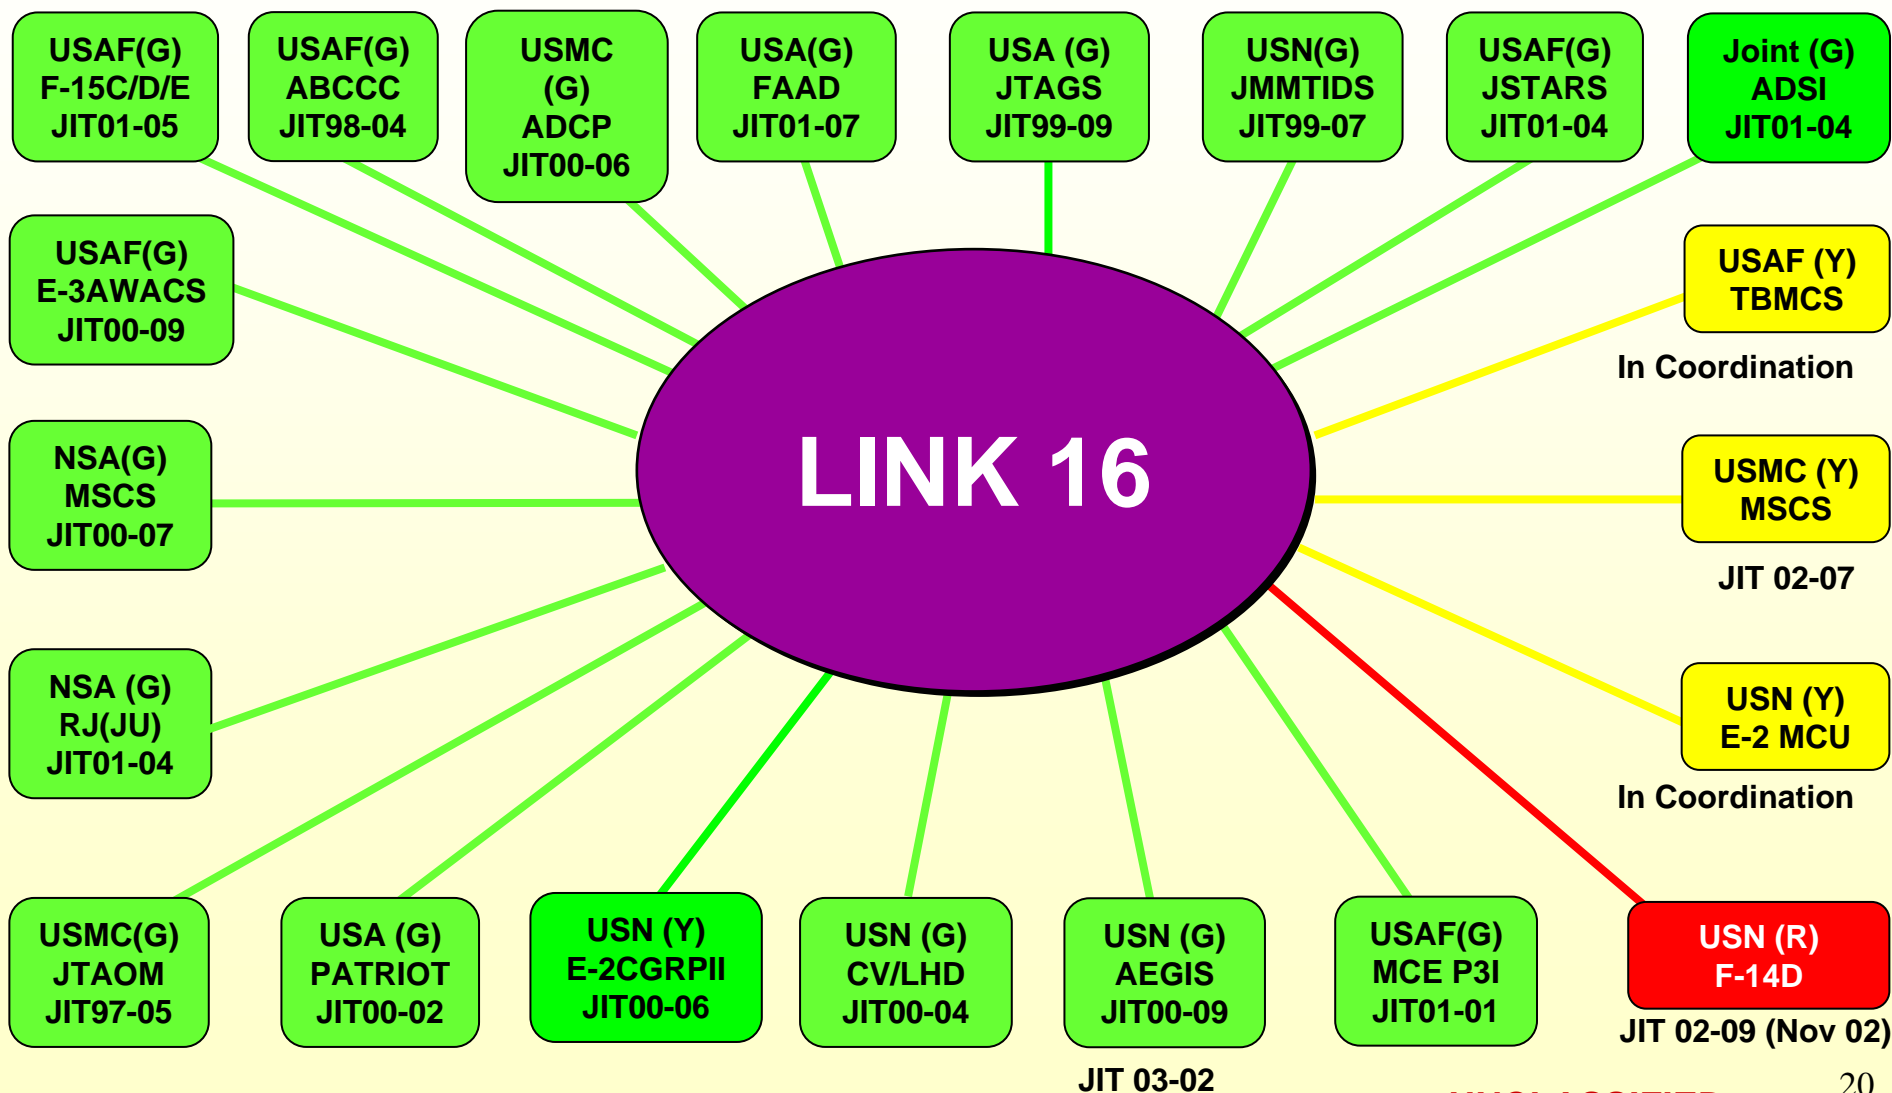 USAF(G)
F-15C/D/E
JIT01-05
USAF(G)
ABCCC
JIT98-04
USMC
(G)
ADCP
JIT00-06
USA(G)
FAAD
JIT01-07
USA (G)
JTAGS
JIT99-09
USN(G)
JMMTIDS
JIT99-07
USAF(G)
JSTARS
JIT01-04
Joint (G)
ADSI
JIT01-04
USAF(G)
E-3AWACS
JIT00-09
USAF (Y)
TBMCS
In Coordination
NSA(G)
MSCS
JIT00-07
LINK 16
USMC (Y)
MSCS
JIT 02-07
NSA (G)
RJ(JU)
JIT01-04
USN (Y)
E-2 MCU
In Coordination
USMC(G)
JTAOM
JIT97-05
USA (G)
PATRIOT
JIT00-02
USN (Y)
E-2CGRPII
JIT00-06
USN (G)
CV/LHD
JIT00-04
USN (G)
AEGIS
JIT00-09
JIT 03-02
USAF(G)
MCE P3I
JIT01-01
USN (R)
F-14D
JIT 02-09 (Nov 02)
UNCLASSIFIED
20